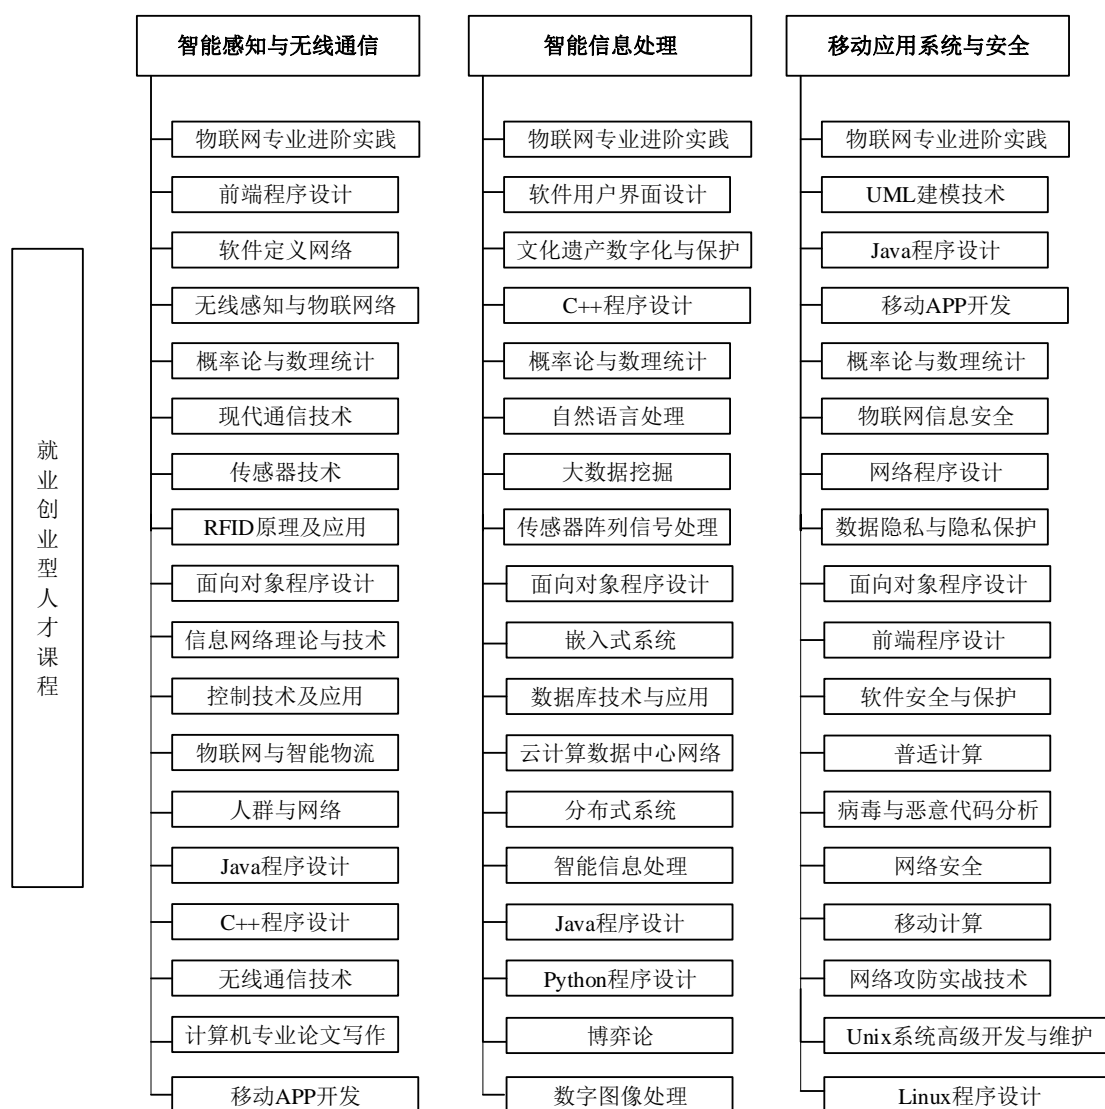 智能感知与无线通信
智能信息处理
移动应用系统与安全
就业创业型人才课程
物联网专业进阶实践
前端程序设计
软件定义网络
无线感知与物联网络
概率论与数理统计
现代通信技术
传感器技术
RFID原理及应用
面向对象程序设计
信息网络理论与技术
控制技术及应用
物联网与智能物流
人群与网络
Java程序设计
C++程序设计
无线通信技术
计算机专业论文写作
移动APP开发
物联网专业进阶实践
软件用户界面设计
文化遗产数字化与保护
C++程序设计
概率论与数理统计
自然语言处理
大数据挖掘
传感器阵列信号处理
面向对象程序设计
嵌入式系统
数据库技术与应用
云计算数据中心网络
分布式系统
智能信息处理
Java程序设计
Python程序设计
博弈论
数字图像处理
物联网专业进阶实践
UML建模技术
Java程序设计
移动APP开发
概率论与数理统计
物联网信息安全
网络程序设计
数据隐私与隐私保护
面向对象程序设计
前端程序设计
软件安全与保护
普适计算
病毒与恶意代码分析
网络安全
移动计算
网络攻防实战技术
Unix系统高级开发与维护
Linux程序设计